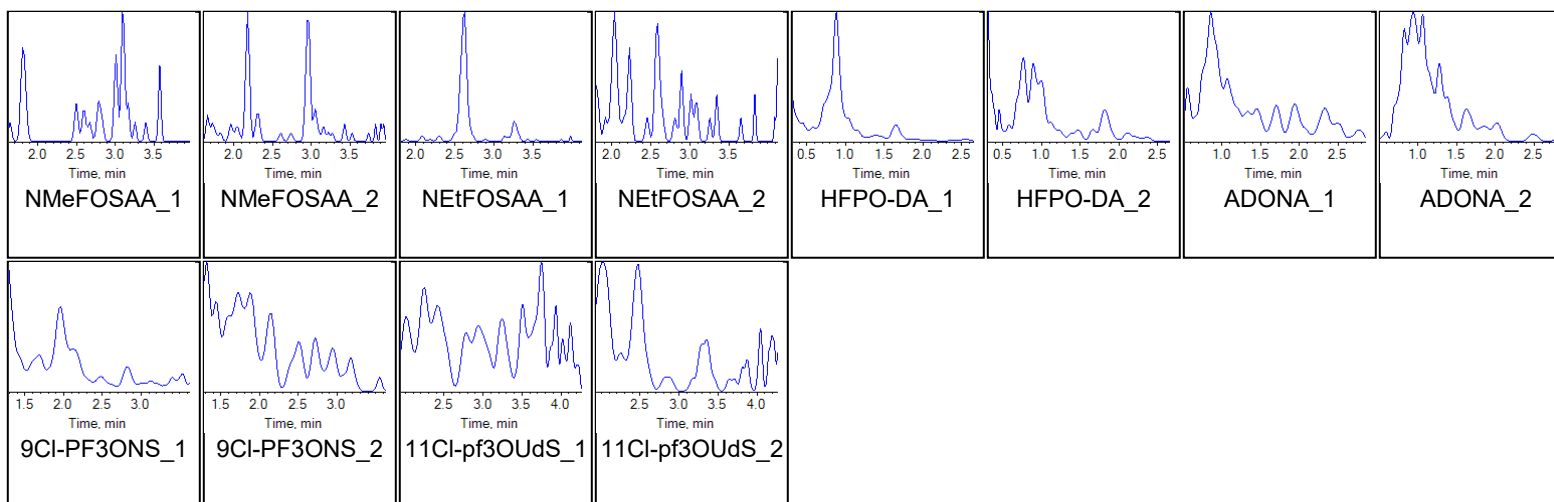 2.0 2.5 3.0 3.5
Time, min
NMeFOSAA_1
2.0 2.5 3.0 3.5
Time, min
NMeFOSAA_2
2.0 2.5 3.0 3.5
Time, min
NEtFOSAA_1
2.0 2.5 3.0 3.5
Time, min
NEtFOSAA_2
0.5 1.0 1.5 2.0 2.5
Time, min
HFPO-DA_1
0.5 1.0 1.5 2.0 2.5
Time, min
HFPO-DA_2
1.0 1.5 2.0 2.5
Time, min
ADONA_1
1.0 1.5 2.0 2.5
Time, min
ADONA_2
1.5 2.0 2.5 3.0
Time, min
9Cl-PF3ONS_1
1.5 2.0 2.5 3.0
Time, min
9Cl-PF3ONS_2
2.5 3.0 3.5 4.0
Time, min
11Cl-pf3OUdS_1
2.5 3.0 3.5 4.0
Time, min
11Cl-pf3OUdS_2